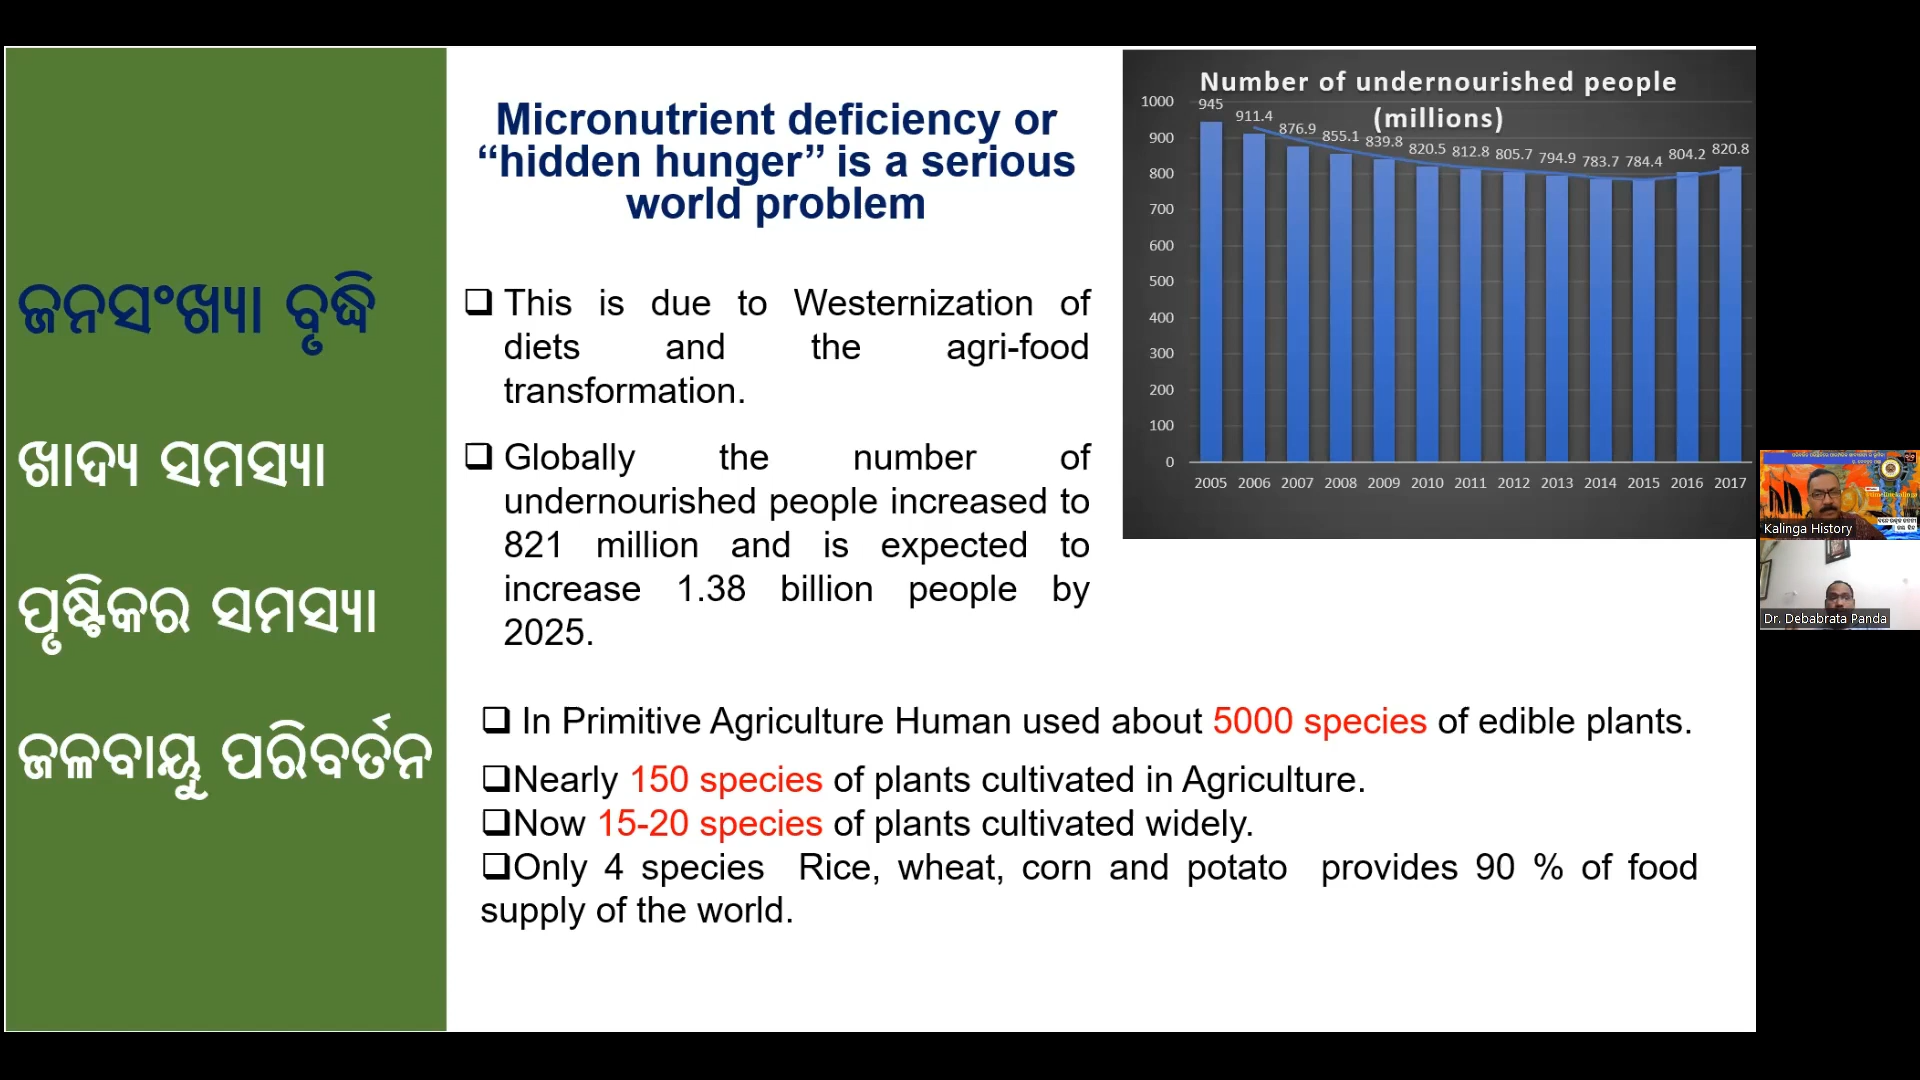 ଜନସଂଖ୍ୟା ବୃଦ୍ଧି
ଖାଦ୍ୟ ସମସ୍ୟା
ପୃଷ୍ଟିକର ସମସ୍ୟା
ଜଳବାୟୁ ପରିବର୍ତନ
Micronutrient deficiency or
“hidden hunger” is a serious
world problem
❑ This is due to Westernization of
diets and the agri-food
transformation.
❑ Globally the number of
undernourished people increased to
821 million and is expected to
increase 1.38 billion people by
2025.
Number of undernourished people
(millions)
1000
900
800
700
600
500
400
300
200
100
0
945 911.4 876.9 855.1 839.8 820.5 812.8 805.7 794.9 783.7 784.4 804.2 820.8
2005 2006 2007 2008 2009 2010 2011 2012 2013 2014 2015 2016 2017
❑ In Primitive Agriculture Human used about 5000 species of edible plants.
❑Nearly 150 species of plants cultivated in Agriculture.
❑Now 15-20 species of plants cultivated widely.
❑Only 4 species Rice, wheat, corn and potato provides 90 % of food
supply of the world.
Kalinga History
Dr. Debabrata Panda